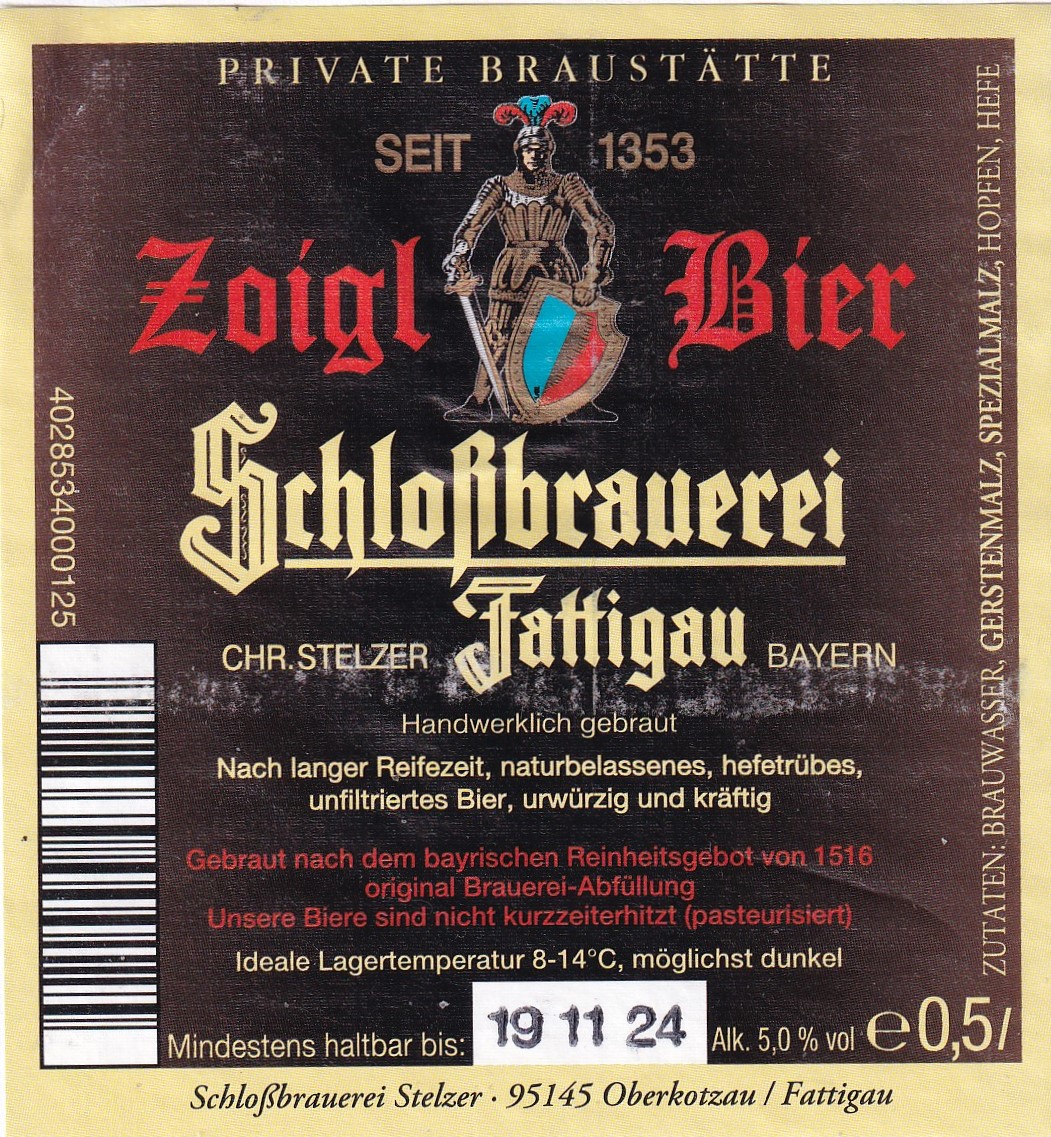 PRIVATE BRAUSTÄTTE
SEIT 1353
Zoigl Bier
Schloßbrauerei
Fattigau
CHR. STELZER
BAYERN
Handwerklich gebraut
Nach langer Reifezeit, naturbelassenes, hefetrübes,
unfiltriertes Bier, urwürzig und kräftig
Gebraut nach dem bayrischen Reinheitsgebot von 1516
original Brauerei-Abfüllung
Unsere Biere sind nicht kurzzeiterhitzt (pasteurisiert)
Ideale Lagertemperatur 8-14°C, möglichst dunkel
Mindestens haltbar bis: 19 11 24 Alk. 5,0 % vol ℮ 0,5 l
Schloßbrauerei Stelzer · 95145 Oberkotzau / Fattigau
4028534000125
ZUTATEN: BRAUWASSER, GERSTENMALZ, SPEZIALMALZ, HOPFEN, HEFE